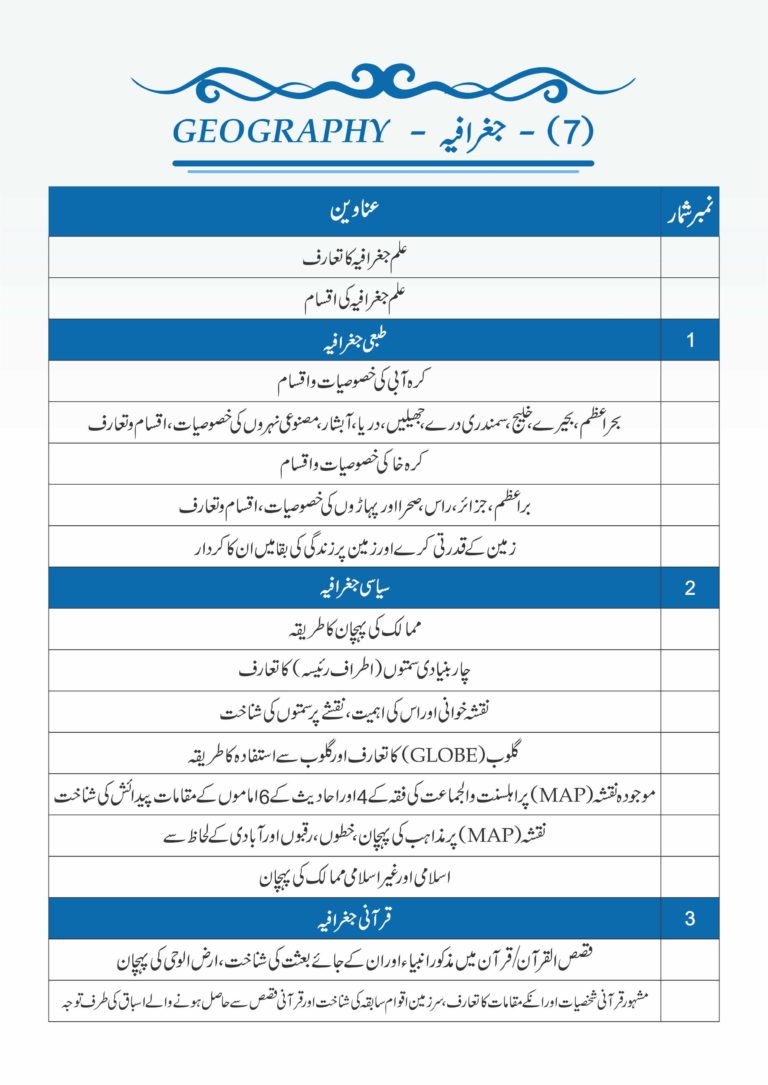 (7) - جغرافیہ - GEOGRAPHY
نمبر شمار عناوین
علم جغرافیہ کا تعارف
علم جغرافیہ کی اقسام
1 طبعی جغرافیہ
کرہ آبی کی خصوصیات و اقسام
بحر اعظم، بحیرے، خلیج، سمندری درے، جھیلیں، دریا، آبشار، مصنوعی نہروں کی خصوصیات، اقسام و تعارف
کرہ خاکی خصوصیات و اقسام
براعظم، جزائر، راس، صحرا اور پہاڑوں کی خصوصیات، اقسام و تعارف
زمین کے قدرتی کرے اور زمین پر زندگی کی بقا میں ان کا کردار
2 سیاسی جغرافیہ
ممالک کی پہچان کا طریقہ
چار بنیادی سمتوں (اطراف رئیسہ) کا تعارف
نقشہ خوانی اور اس کی اہمیت، نقشے پر سمتوں کی شناخت
گلوب (GLOBE) کا تعارف اور گلوب سے استفادہ کا طریقہ
موجودہ نقشہ (MAP) پر اہلسنت والجماعت کی فقہ کے 4 اور احادیث کے 6 اماموں کے مقامات پیدائش کی شناخت
نقشہ (MAP) پر مذاہب کی پہچان، خطوں، رقبوں اور آبادی کے لحاظ سے
اسلامی اور غیر اسلامی ممالک کی پہچان
3 قرآنی جغرافیہ
قصص القرآن/قرآن میں مذکور انبیاء اور ان کے جائے بعثت کی شناخت، ارض الوحی کی پہچان
مشہور قرآنی شخصیات اور انکے مقامات کا تعارف، سرزمین اقوام سابقہ کی شناخت اور قرآنی قصص سے حاصل ہونے والے اسباق کی طرف توجہ